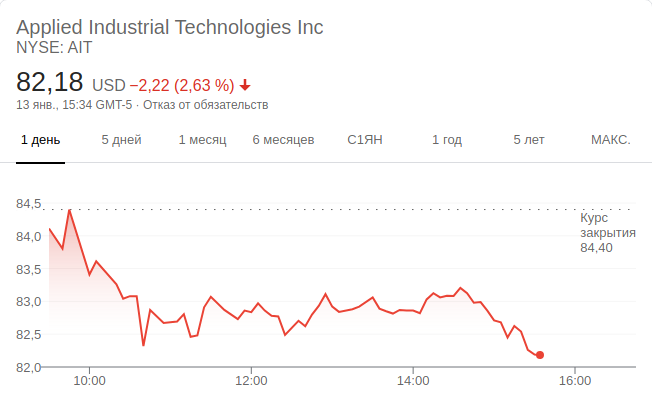 Applied Industrial Technologies Inc
NYSE: AIT
82,18 USD −2,22 (2,63 %)
13 янв., 15:34 GMT-5 · Отказ от обязательств
1 день 5 дней 1 месяц 6 месяцев С1ЯН 1 год 5 лет МАКС.
84,5
84,0
83,5
83,0
82,5
82,0
Курс
закрытия
84,40
10:00 12:00 14:00 16:00